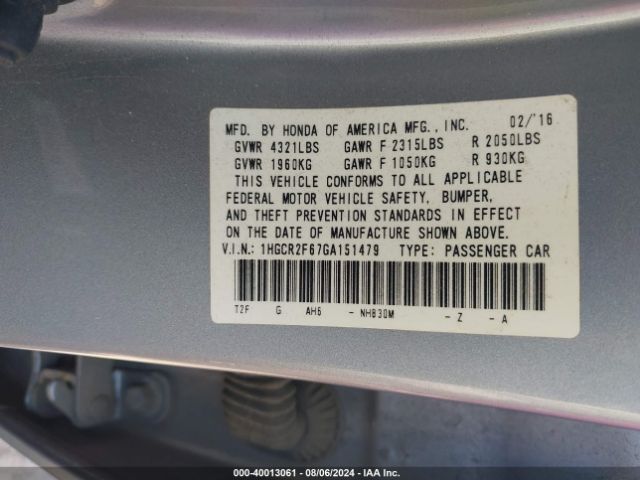 MFD. BY HONDA OF AMERICA MFG., INC. 02/'16
GVWR 4321LBS GAWR F 2315LBS R 2050LBS
GVWR 1960KG GAWR F 1050KG R 930KG
THIS VEHICLE CONFORMS TO ALL APPLICABLE
FEDERAL MOTOR VEHICLE SAFETY, BUMPER,
AND THEFT PREVENTION STANDARDS IN EFFECT
ON THE DATE OF MANUFACTURE SHOWN ABOVE.
V.I.N.: 1HGCR2F67GA151479 TYPE: PASSENGER CAR
T2F G AH6 - NH830M - Z - A
000-40013061 - 08/06/2024 - IAA Inc.